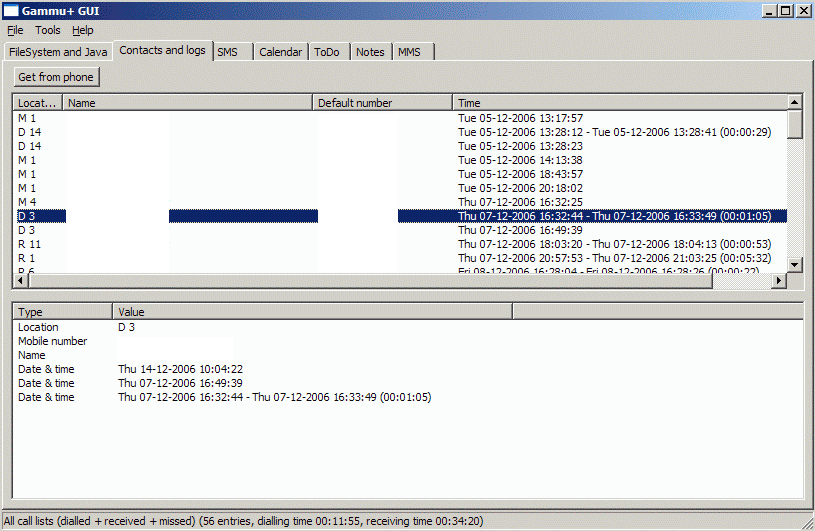 Gammu+ GUI
File Tools Help
FileSystem and Java Contacts and logs SMS Calendar ToDo Notes MMS
Get from phone
Locat... Name Default number Time
M 1 Tue 05-12-2006 13:17:57
D 14 Tue 05-12-2006 13:28:12 - Tue 05-12-2006 13:28:41 (00:00:29)
D 14 Tue 05-12-2006 13:28:23
M 1 Tue 05-12-2006 14:13:38
M 1 Tue 05-12-2006 18:43:57
M 1 Tue 05-12-2006 20:18:02
M 4 Thu 07-12-2006 16:32:25
D 3 Thu 07-12-2006 16:32:44 - Thu 07-12-2006 16:33:49 (00:01:05)
D 3 Thu 07-12-2006 16:49:39
R 11 Thu 07-12-2006 18:03:20 - Thu 07-12-2006 18:04:13 (00:00:53)
R 1 Thu 07-12-2006 20:57:53 - Thu 07-12-2006 21:03:25 (00:05:32)
R 6 Fri 08-12-2006 16:28:04 - Fri 08-12-2006 16:28:26 (00:00:22)
Type Value
Location D 3
Mobile number
Name
Date & time Thu 14-12-2006 10:04:22
Date & time Thu 07-12-2006 16:49:39
Date & time Thu 07-12-2006 16:32:44 - Thu 07-12-2006 16:33:49 (00:01:05)
All call lists (dialled + received + missed) (56 entries, dialling time 00:11:55, receiving time 00:34:20)